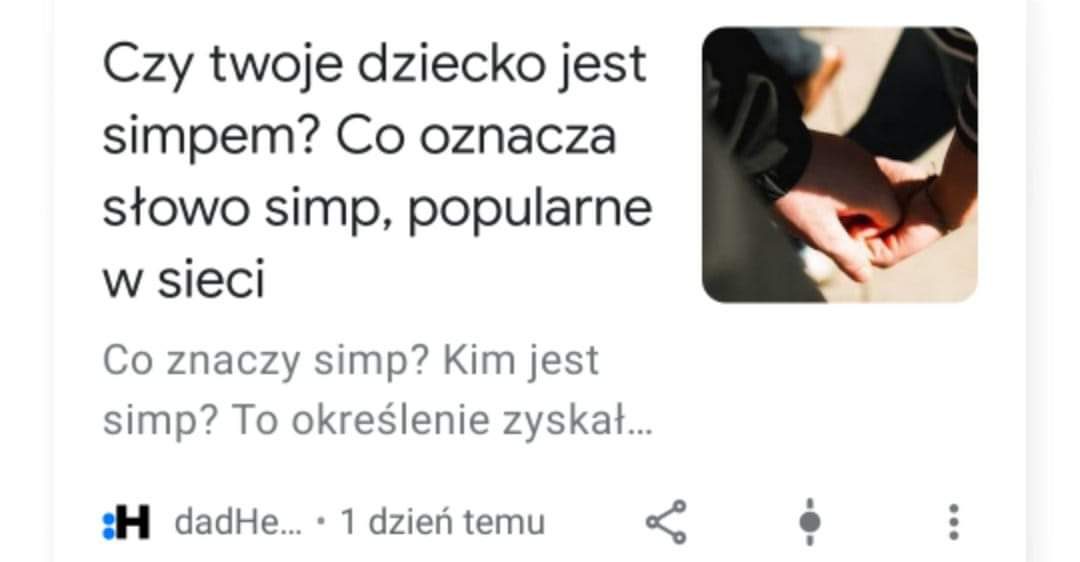 Czy twoje dziecko jest
simpem? Co oznacza
słowo simp, popularne
w sieci
Co znaczy simp? Kim jest
simp? To określenie zyskał...
:H dadHe... • 1 dzień temu